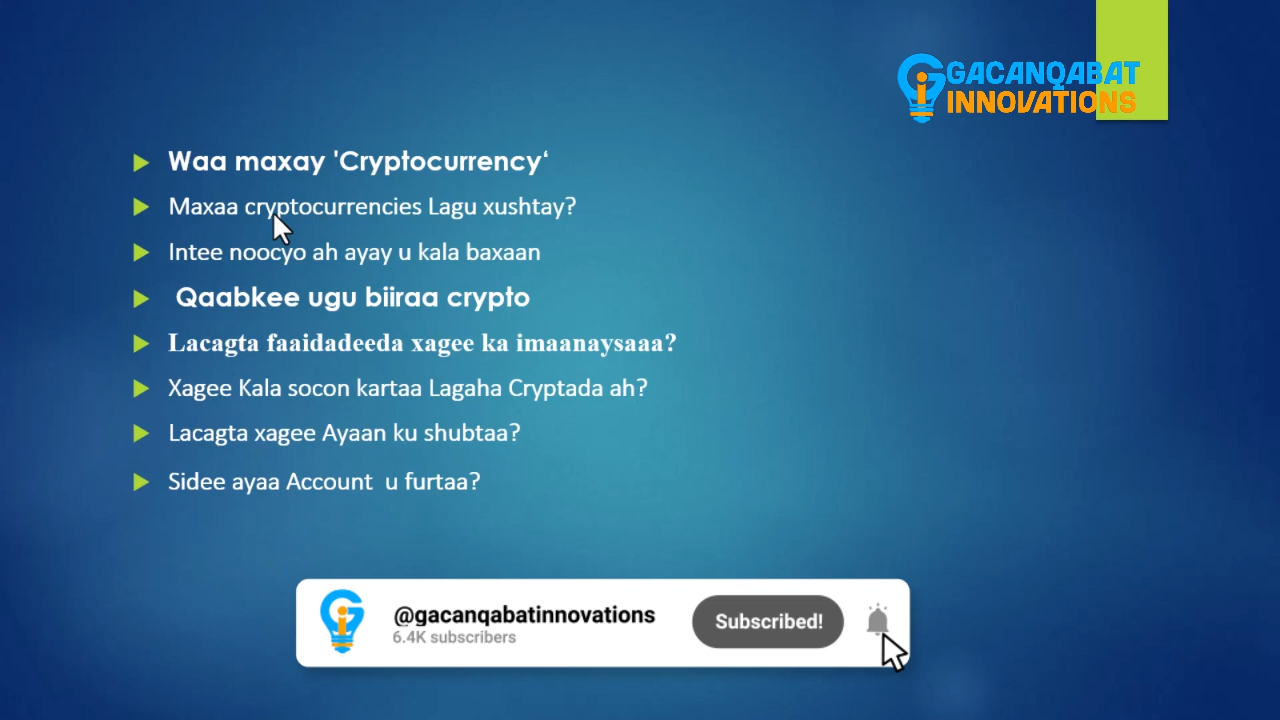 GACANQABAT
INNOVATIONS
Waa maxay 'Cryptocurrency‘
Maxaa cryptocurrencies Lagu xushtay?
Intee noocyo ah ayay u kala baxaan
Qaabkee ugu biiraa crypto
Lacagta faaidadeeda xagee ka imaanaysaaa?
Xagee Kala socon kartaa Lagaha Cryptada ah?
Lacagta xagee Ayaan ku shubtaa?
Sidee ayaa Account u furtaa?
@gacanqabatinnovations
6.4K subscribers
Subscribed!